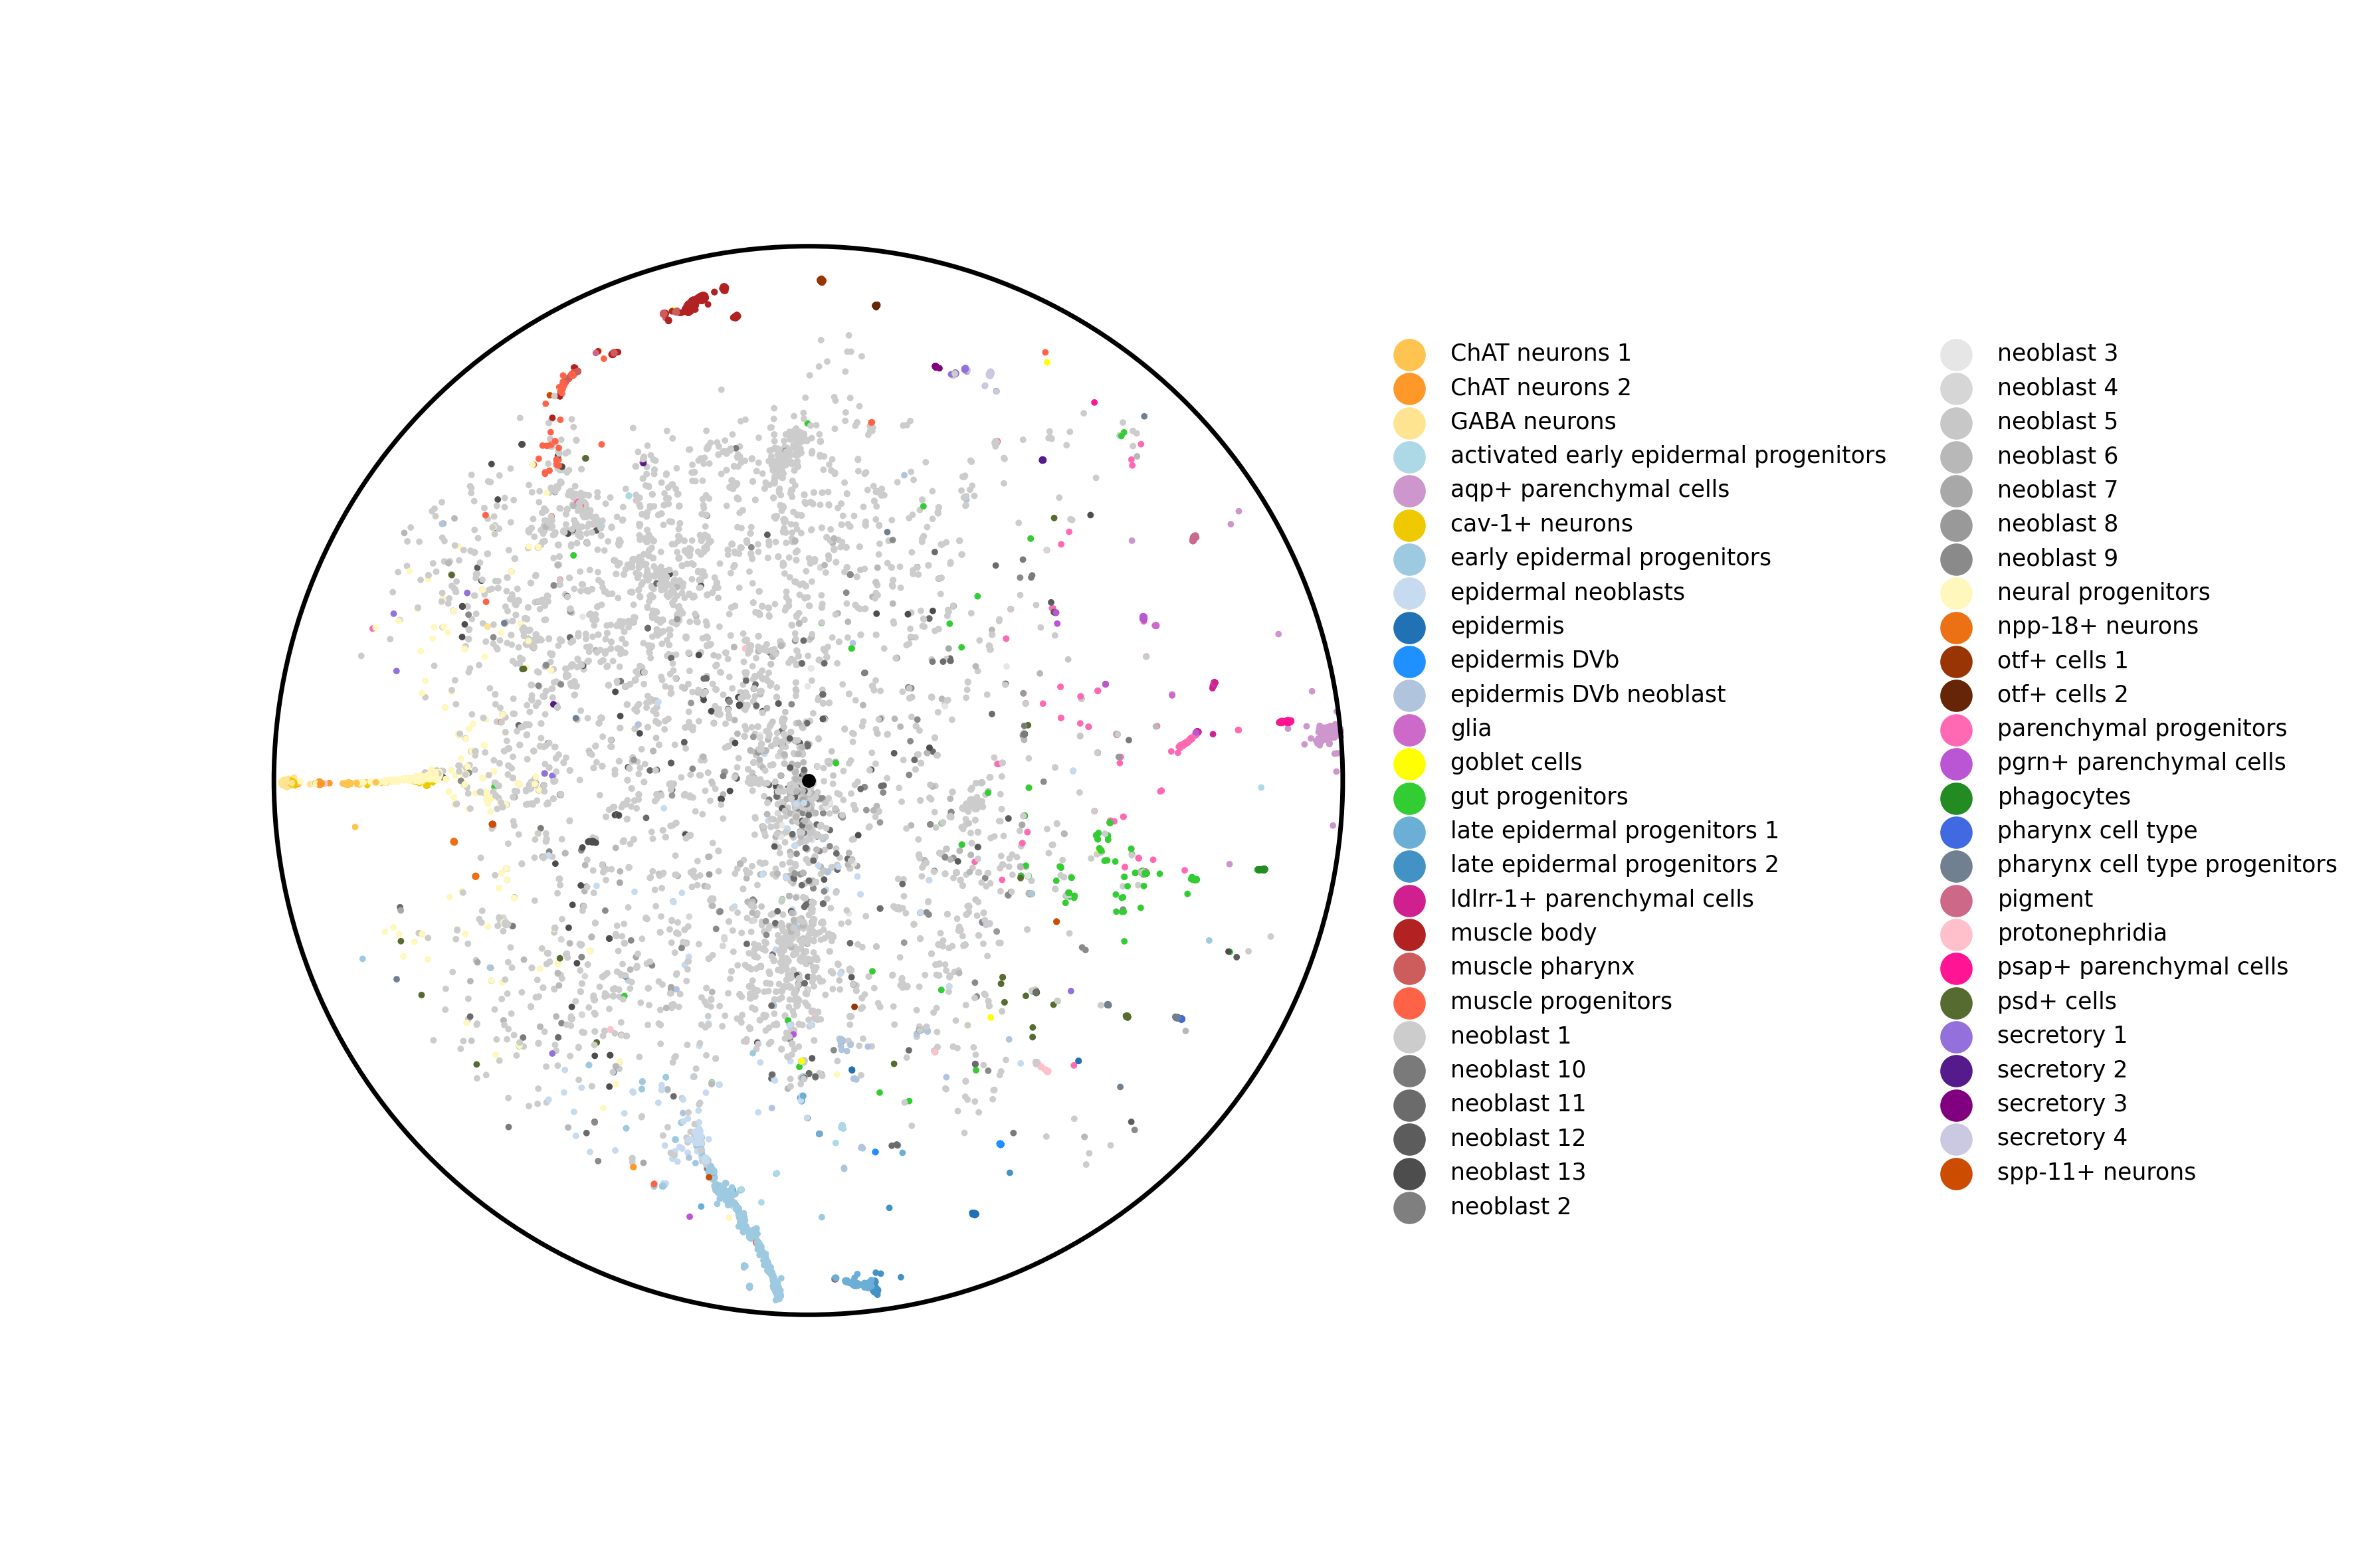 ChAT neurons 1
ChAT neurons 2
GABA neurons
activated early epidermal progenitors
aqp+ parenchymal cells
cav-1+ neurons
early epidermal progenitors
epidermal neoblasts
epidermis
epidermis DVb
epidermis DVb neoblast
glia
goblet cells
gut progenitors
late epidermal progenitors 1
late epidermal progenitors 2
ldlrr-1+ parenchymal cells
muscle body
muscle pharynx
muscle progenitors
neoblast 1
neoblast 10
neoblast 11
neoblast 12
neoblast 13
neoblast 2
neoblast 3
neoblast 4
neoblast 5
neoblast 6
neoblast 7
neoblast 8
neoblast 9
neural progenitors
npp-18+ neurons
otf+ cells 1
otf+ cells 2
parenchymal progenitors
pgrn+ parenchymal cells
phagocytes
pharynx cell type
pharynx cell type progenitors
pigment
protonephridia
psap+ parenchymal cells
psd+ cells
secretory 1
secretory 2
secretory 3
secretory 4
spp-11+ neurons